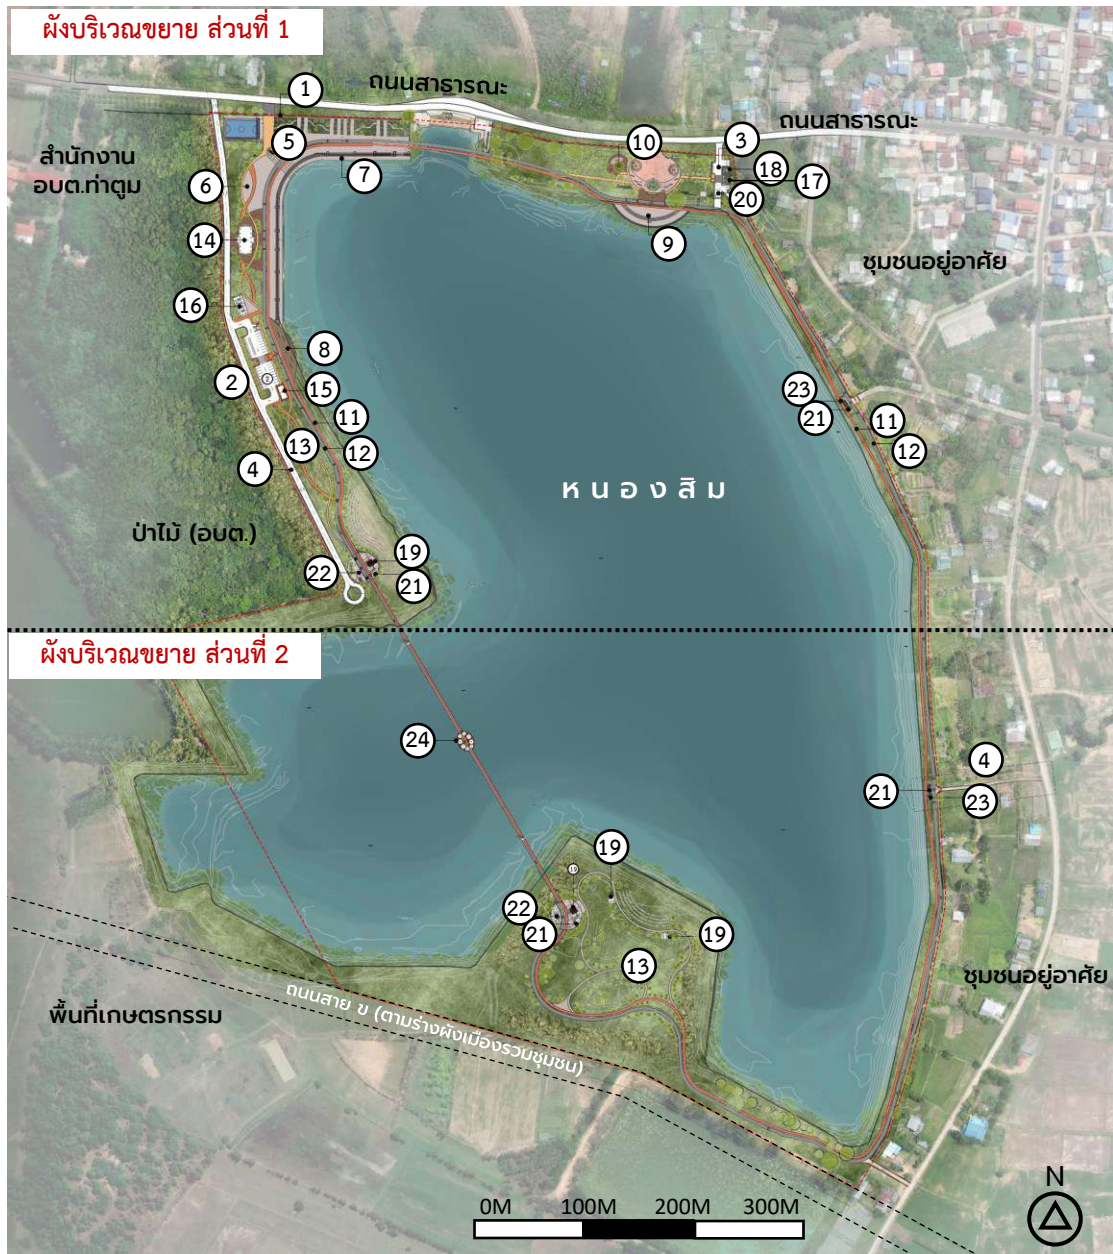 ผังบริเวณขยาย ส่วนที่ 1
ถนนสาธารณะ
1
ถนนสาธารณะ
สำนักงาน
อบต.ท่าตูม
5
10
3
7
18
6
17
20
9
14
ชุมชนอยู่อาศัย
16
8
2
15
23
21
11
11
13
12
12
4
หนองสิม
ป่าไม้ (อบต.)
19
22
21
ผังบริเวณขยาย ส่วนที่ 2
24
4
21
23
19
19
22
21
19
13
ชุมชนอยู่อาศัย
ถนนสาย ข (ตามร่างผังเมืองรวมชุมชน)
พื้นที่เกษตรกรรม
N
0M 100M 200M 300M